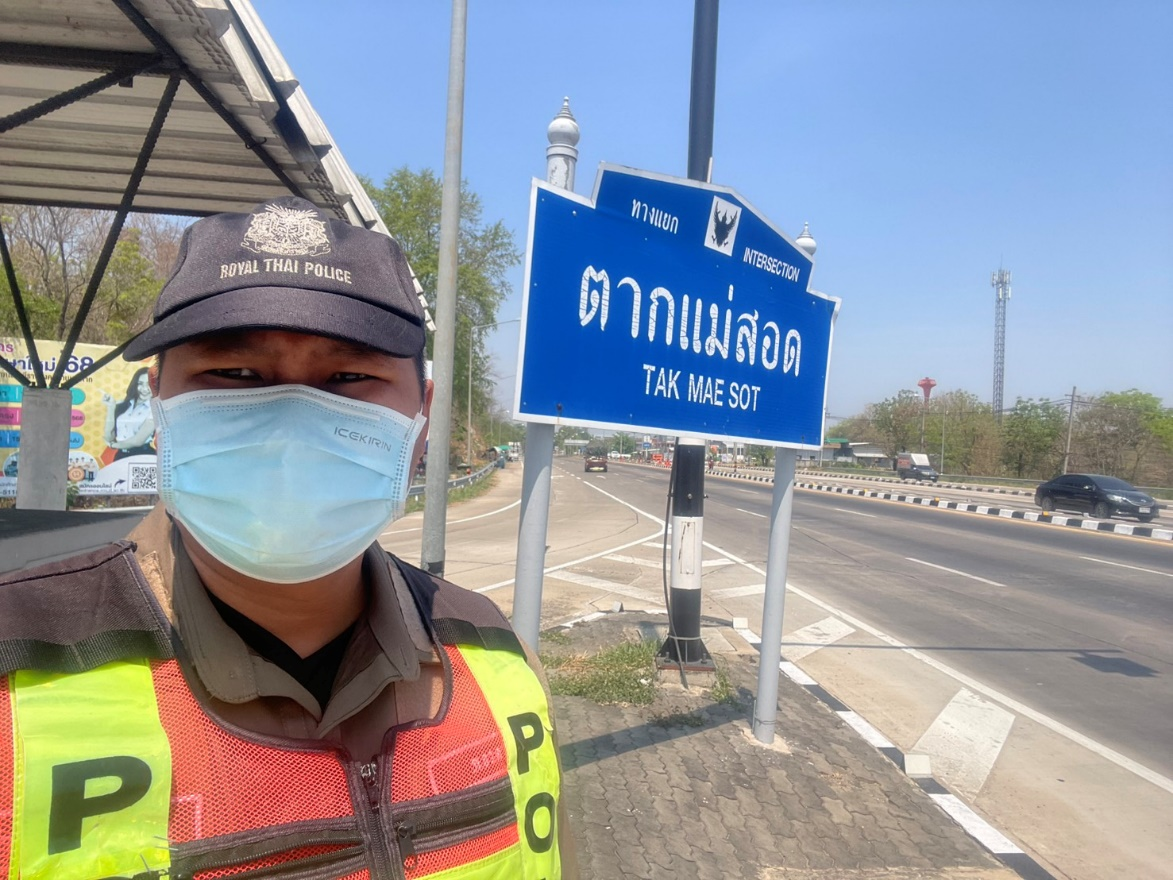 ROYAL THAI POLICE
ICEKIRIN
P
P
O
ทางแยก
INTERSECTION
ตากแม่สอด
TAK MAE SOT
68